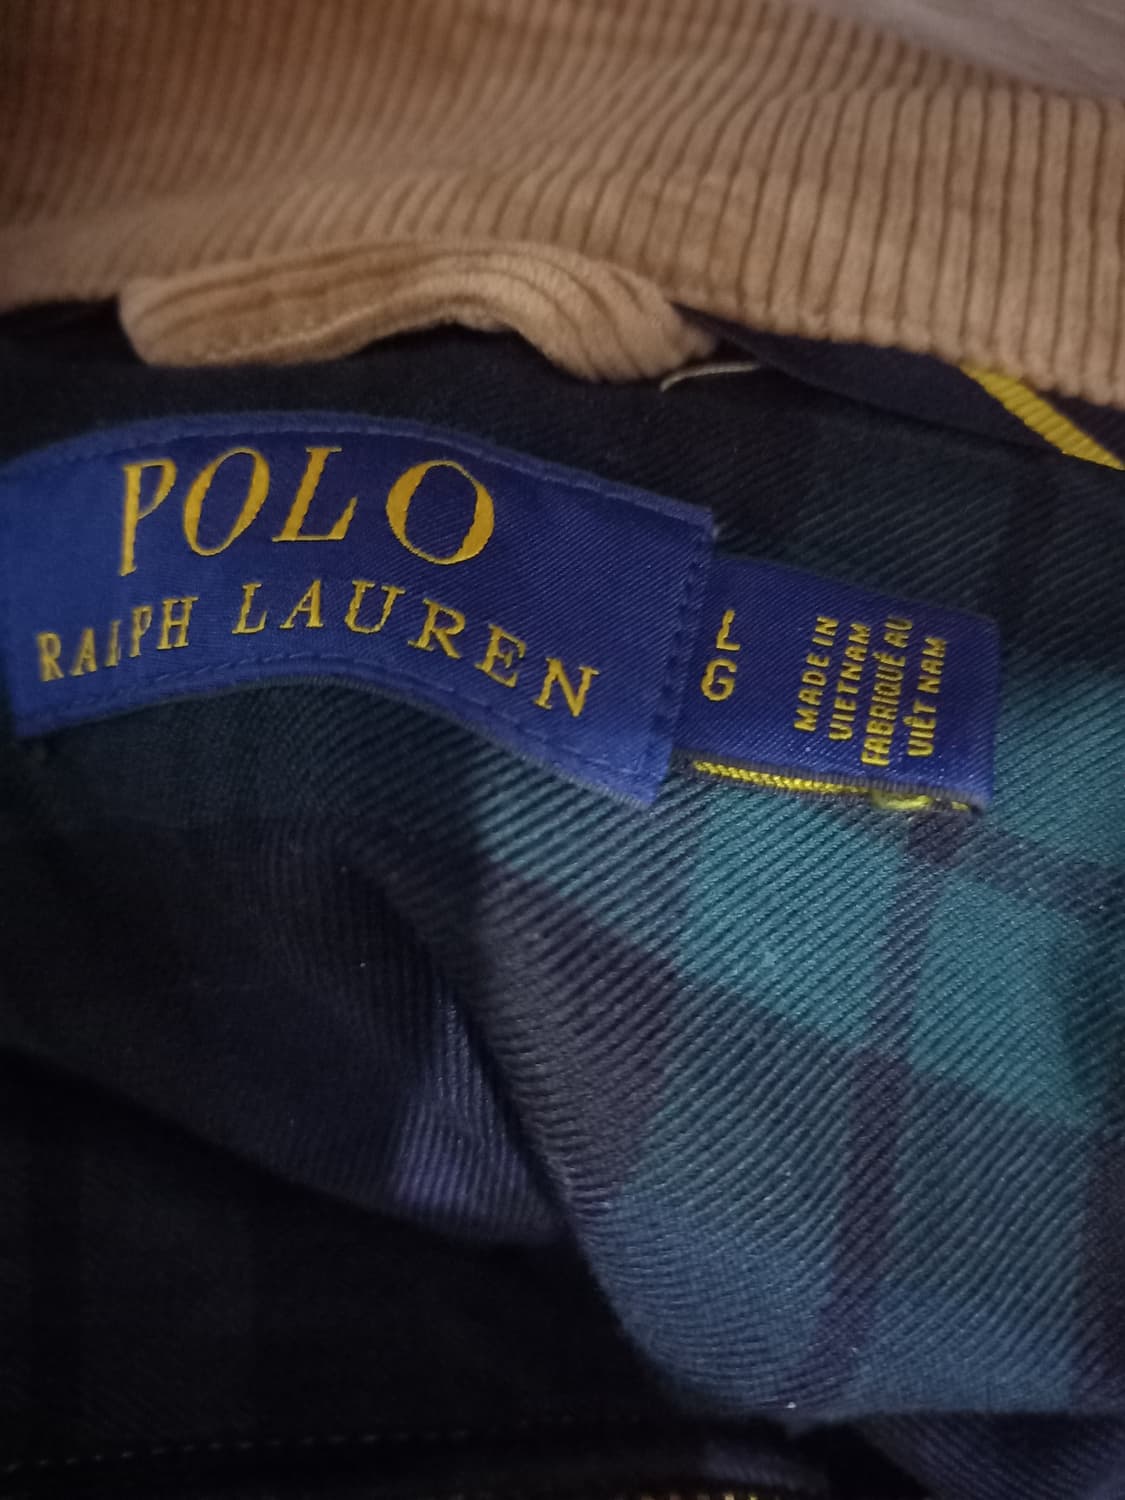 POLO
RALPH LAUREN
L
G
MADE IN
VIETNAM
FABRIQUÉ AU
VIÊT NAM